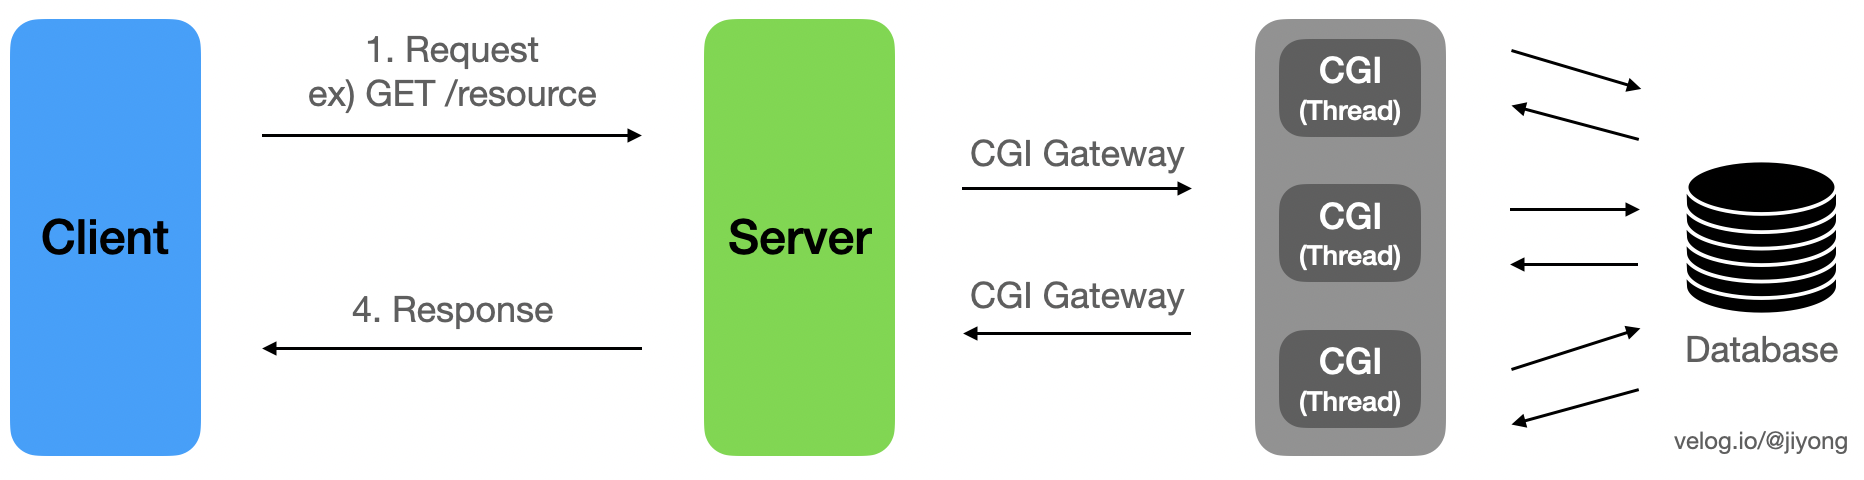 Client
1. Request
ex) GET /resource
4. Response
Server
CGI Gateway
CGI Gateway
CGI
(Thread)
CGI
(Thread)
CGI
(Thread)
Database
velog.io/@jiyong